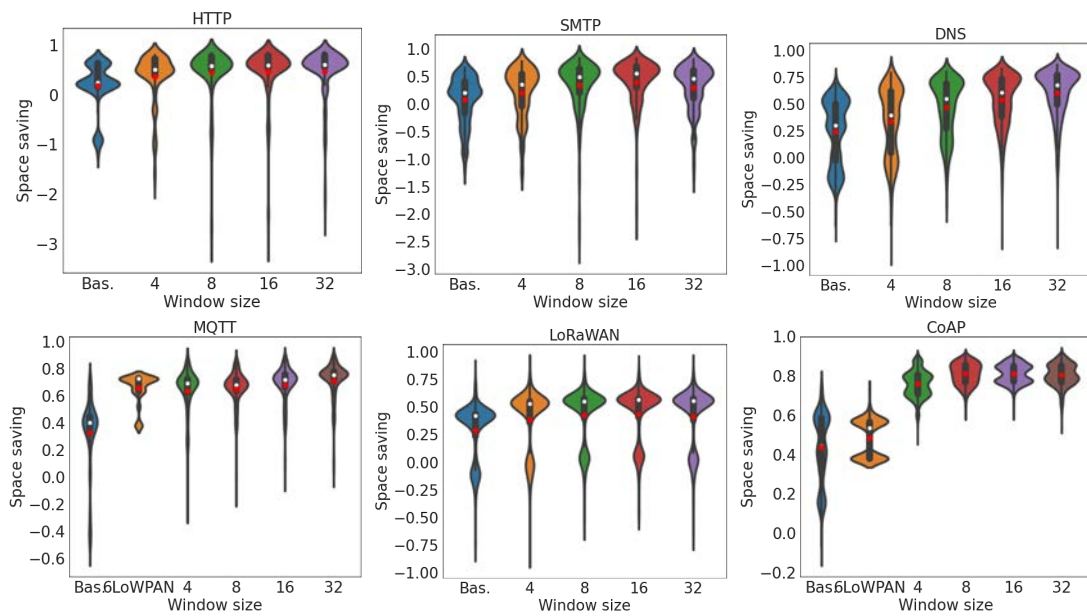 HTTP
1
0
−1
−2
−3
Space saving
Bas. 4 8 16 32
Window size
SMTP
1.0
0.5
0.0
−0.5
−1.0
−1.5
−2.0
−2.5
−3.0
Space saving
Bas. 4 8 16 32
Window size
DNS
1.00
0.75
0.50
0.25
0.00
−0.25
−0.50
−0.75
−1.00
Space saving
Bas. 4 8 16 32
Window size
MQTT
1.0
0.8
0.6
0.4
0.2
0.0
−0.2
−0.4
−0.6
Space saving
Bas. 6LoWPAN 4 8 16 32
Window size
LoRaWAN
1.00
0.75
0.50
0.25
0.00
−0.25
−0.50
−0.75
−1.00
Space saving
Bas. 4 8 16 32
Window size
CoAP
1.0
0.8
0.6
0.4
0.2
0.0
−0.2
Space saving
Bas. 6LoWPAN 4 8 16 32
Window size